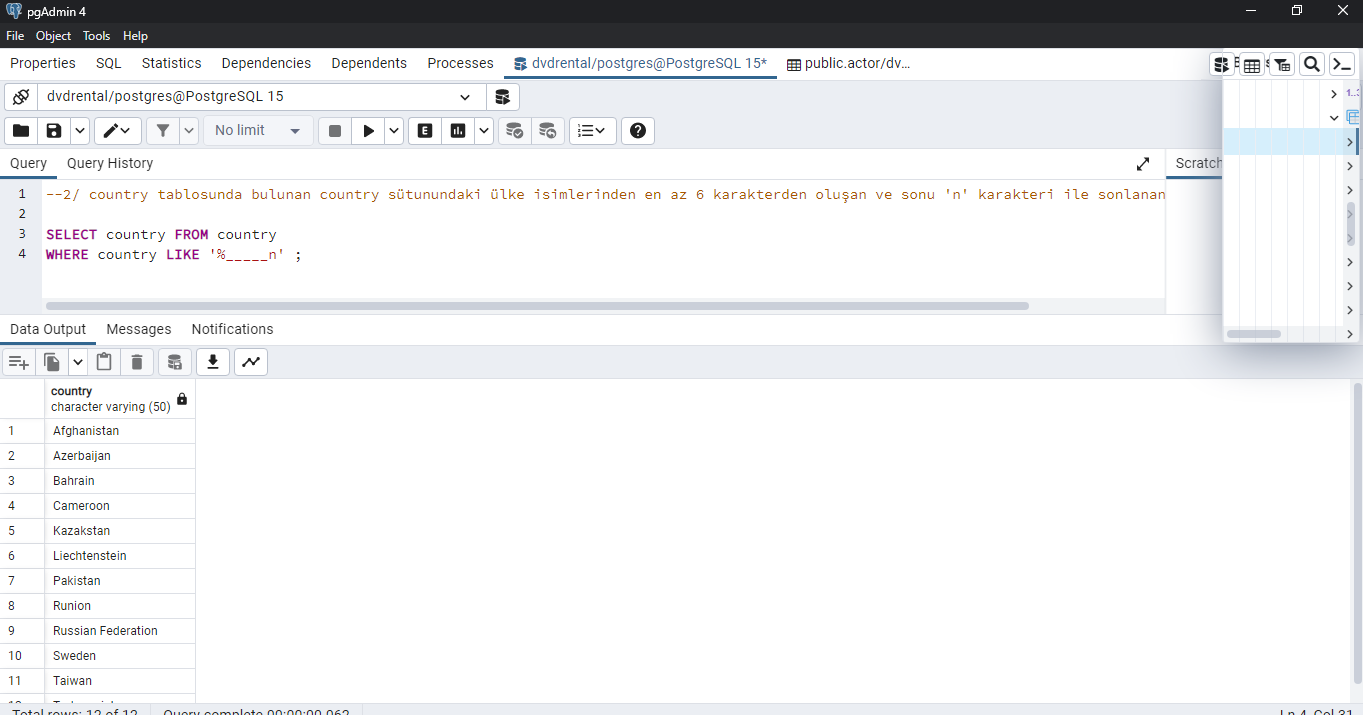 pgAdmin 4
File Object Tools Help
Properties SQL Statistics Dependencies Dependents Processes dvdrental/postgres@PostgreSQL 15* public.actor/dv...
dvdrental/postgres@PostgreSQL 15
No limit
Query Query History
Scratch
1 --2/ country tablosunda bulunan country sütunundaki ülke isimlerinden en az 6 karakterden oluşan ve sonu 'n' karakteri ile sonlanan
2
3 SELECT country FROM country
4 WHERE country LIKE '%_____n' ;
Data Output Messages Notifications
country
character varying (50)
1 Afghanistan
2 Azerbaijan
3 Bahrain
4 Cameroon
5 Kazakstan
6 Liechtenstein
7 Pakistan
8 Runion
9 Russian Federation
10 Sweden
11 Taiwan
Total rows: 12 of 12 Query complete 00:00:00.062 Ln 4, Col 31